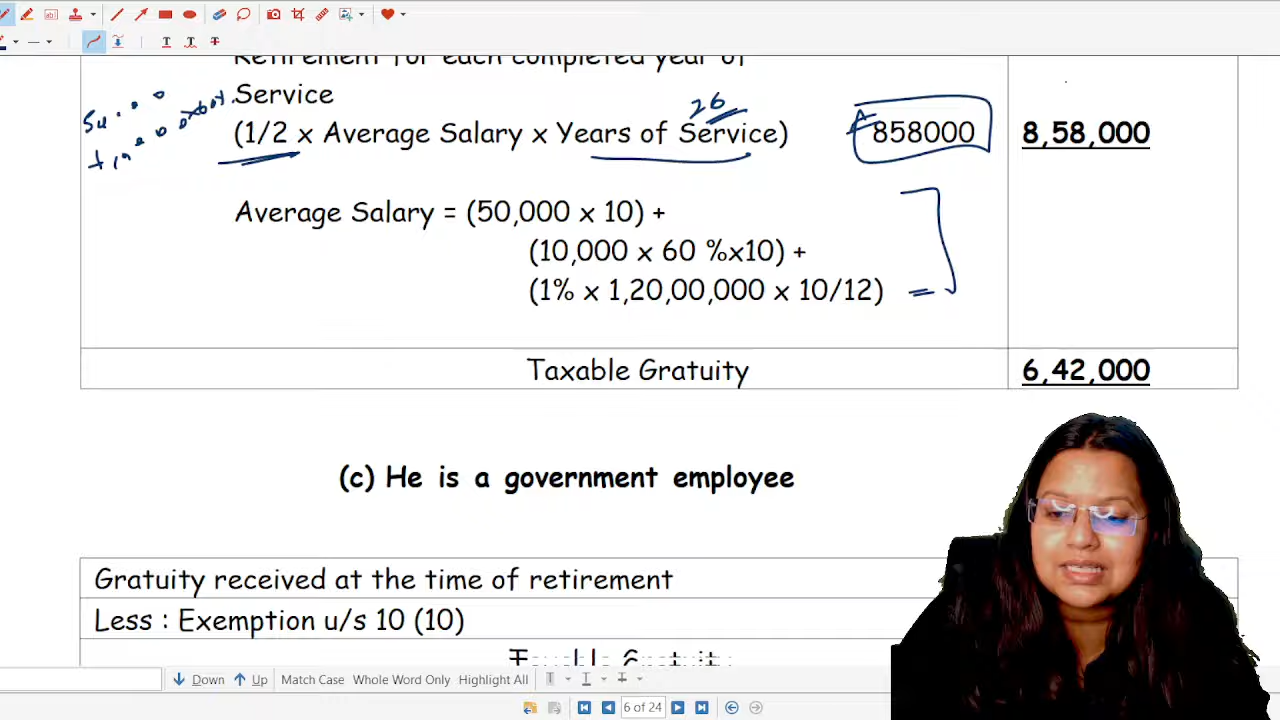 Retirement for each completed year of
Service
26
(1/2 x Average Salary x Years of Service)
858000
8,58,000
Average Salary = (50,000 x 10) +
(10,000 x 60 %x10) +
(1% x 1,20,00,000 x 10/12)
Taxable Gratuity
6,42,000
(c) He is a government employee
Gratuity received at the time of retirement
Less : Exemption u/s 10 (10)
Taxable Gratuity
Down Up Match Case Whole Word Only Highlight All
6 of 24